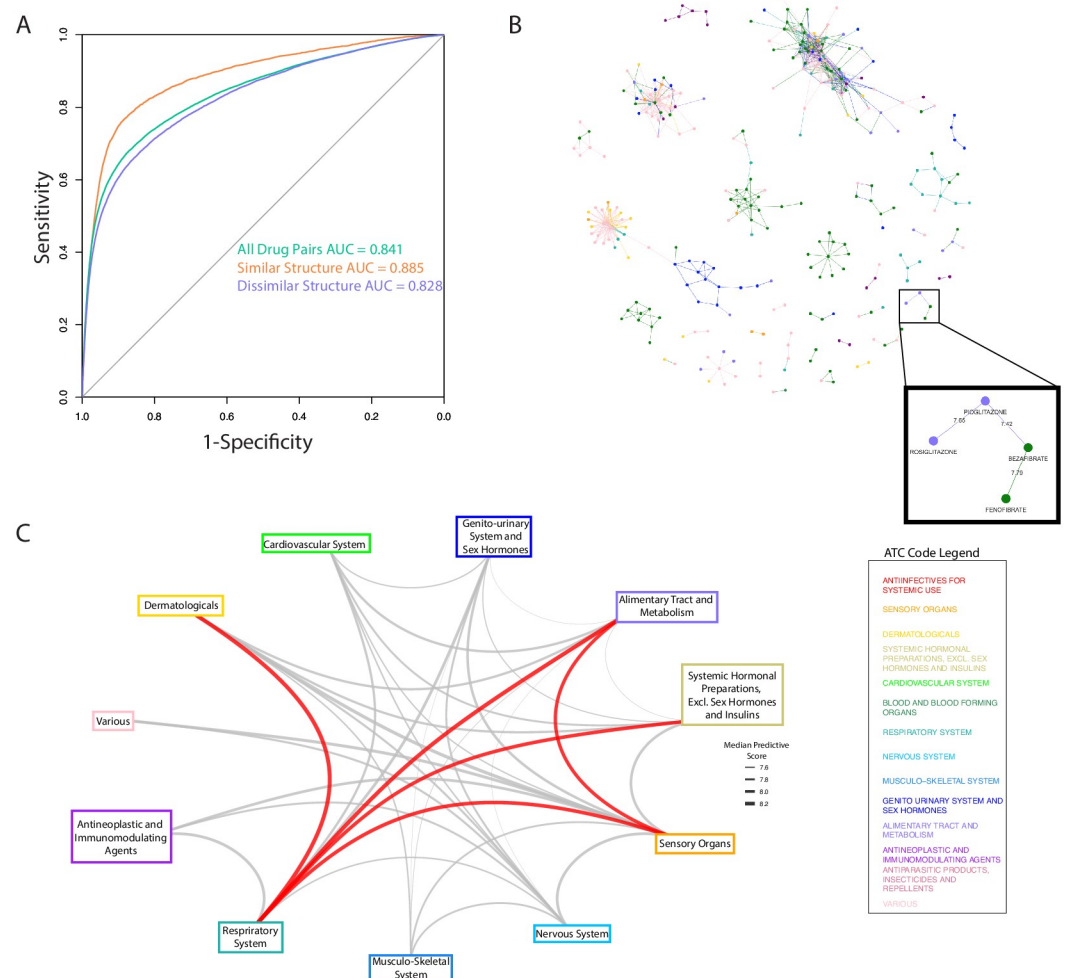 A
1.0
0.8
0.6
0.4
0.2
0.0
Sensitivity
All Drug Pairs AUC = 0.841
Similar Structure AUC = 0.885
Dissimilar Structure AUC = 0.828
1.0
0.8
0.6
0.4
0.2
0.0
1-Specificity
B
PIOGLITAZONE
7.65
7.42
ROSIGLITAZONE
BEZAFIBRATE
7.79
FENOFIBRATE
C
Cardiovascular System
Genito-urinary
System and
Sex Hormones
Dermatologicals
Alimentary Tract and
Metabolism
Systemic Hormonal
Preparations,
Excl. Sex Hormones
and Insulins
Various
Median Predictive
Score
7.6
7.8
8.0
8.2
Antineoplastic and
Immunomodulating
Agents
Sensory Organs
Respriratory
System
Nervous System
Musculo-Skeletal
System
ATC Code Legend
ANTIINFECTIVES FOR
SYSTEMIC USE
SENSORY ORGANS
DERMATOLOGICALS
SYSTEMIC HORMONAL
PREPARATIONS, EXCL. SEX
HORMONES AND INSULINS
CARDIOVASCULAR SYSTEM
BLOOD AND BLOOD FORMING
ORGANS
RESPIRATORY SYSTEM
NERVOUS SYSTEM
MUSCULO-SKELETAL SYSTEM
GENITO URINARY SYSTEM AND
SEX HORMONES
ALIMENTARY TRACT AND
METABOLISM
ANTINEOPLASTIC AND
IMMUNOMODULATING AGENTS
ANTIPARASITIC PRODUCTS,
INSECTICIDES AND
REPELLENTS
VARIOUS